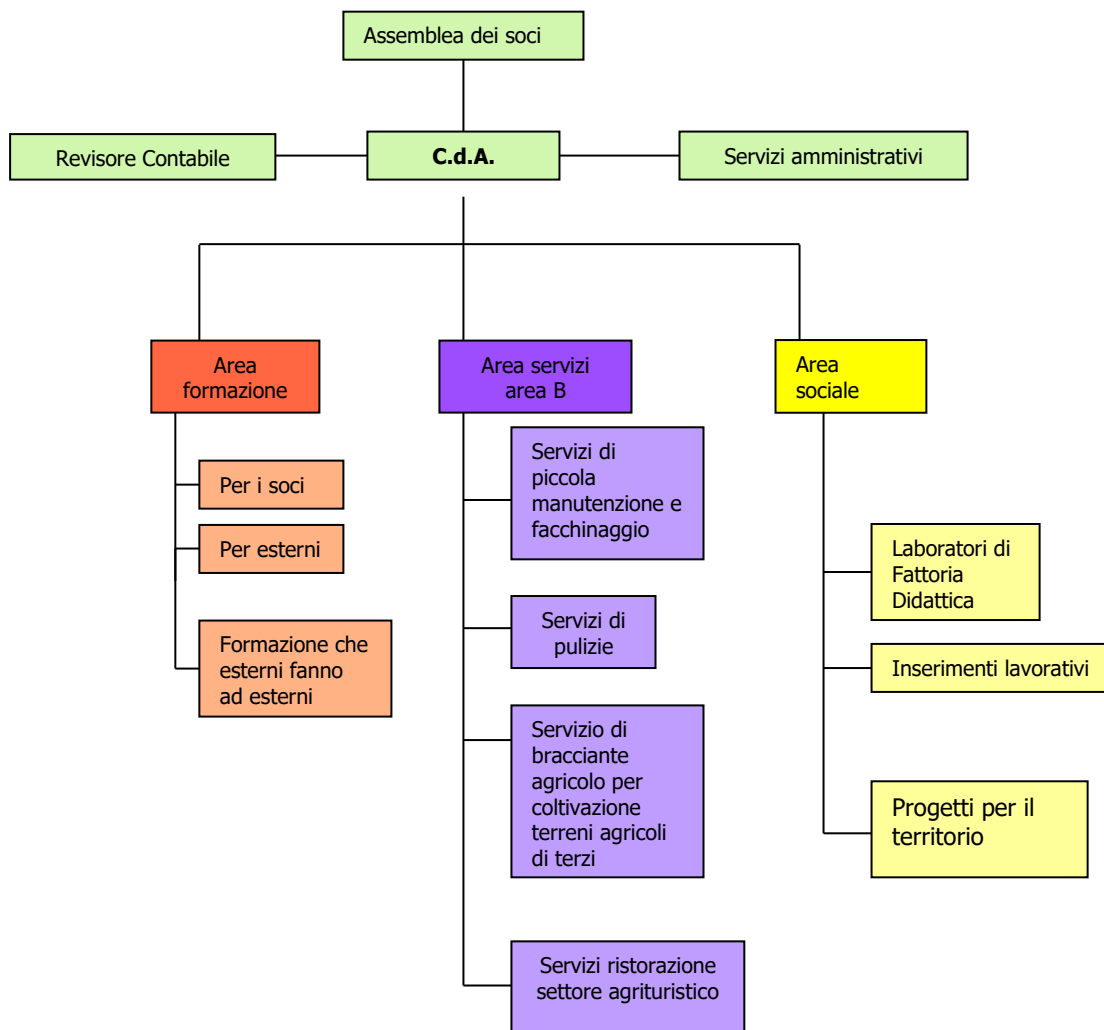 Assemblea dei soci
Revisore Contabile
C.d.A.
Servizi amministrativi
Area
formazione
Area servizi
area B
Area
sociale
Per i soci
Per esterni
Formazione che
esterni fanno
ad esterni
Servizi di
piccola
manutenzione e
facchinaggio
Servizi di
pulizie
Servizio di
bracciante
agricolo per
coltivazione
terreni agricoli
di terzi
Servizi ristorazione
settore agrituristico
Laboratori di
Fattoria
Didattica
Inserimenti lavorativi
Progetti per il
territorio